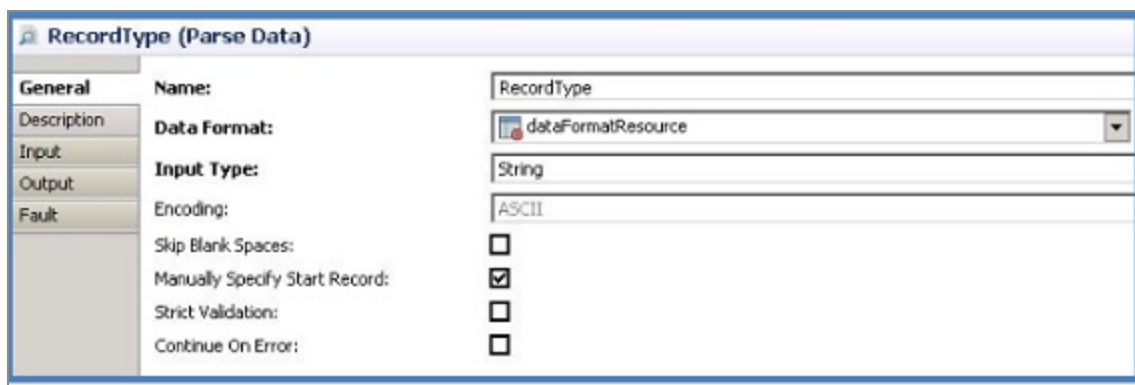 RecordType (Parse Data)
General
Name:
RecordType
Description
Data Format:
dataFormatResource
Input
Input Type:
String
Output
Fault
Encoding:
ASCII
Skip Blank Spaces:
Manually Specify Start Record:
Strict Validation:
Continue On Error: